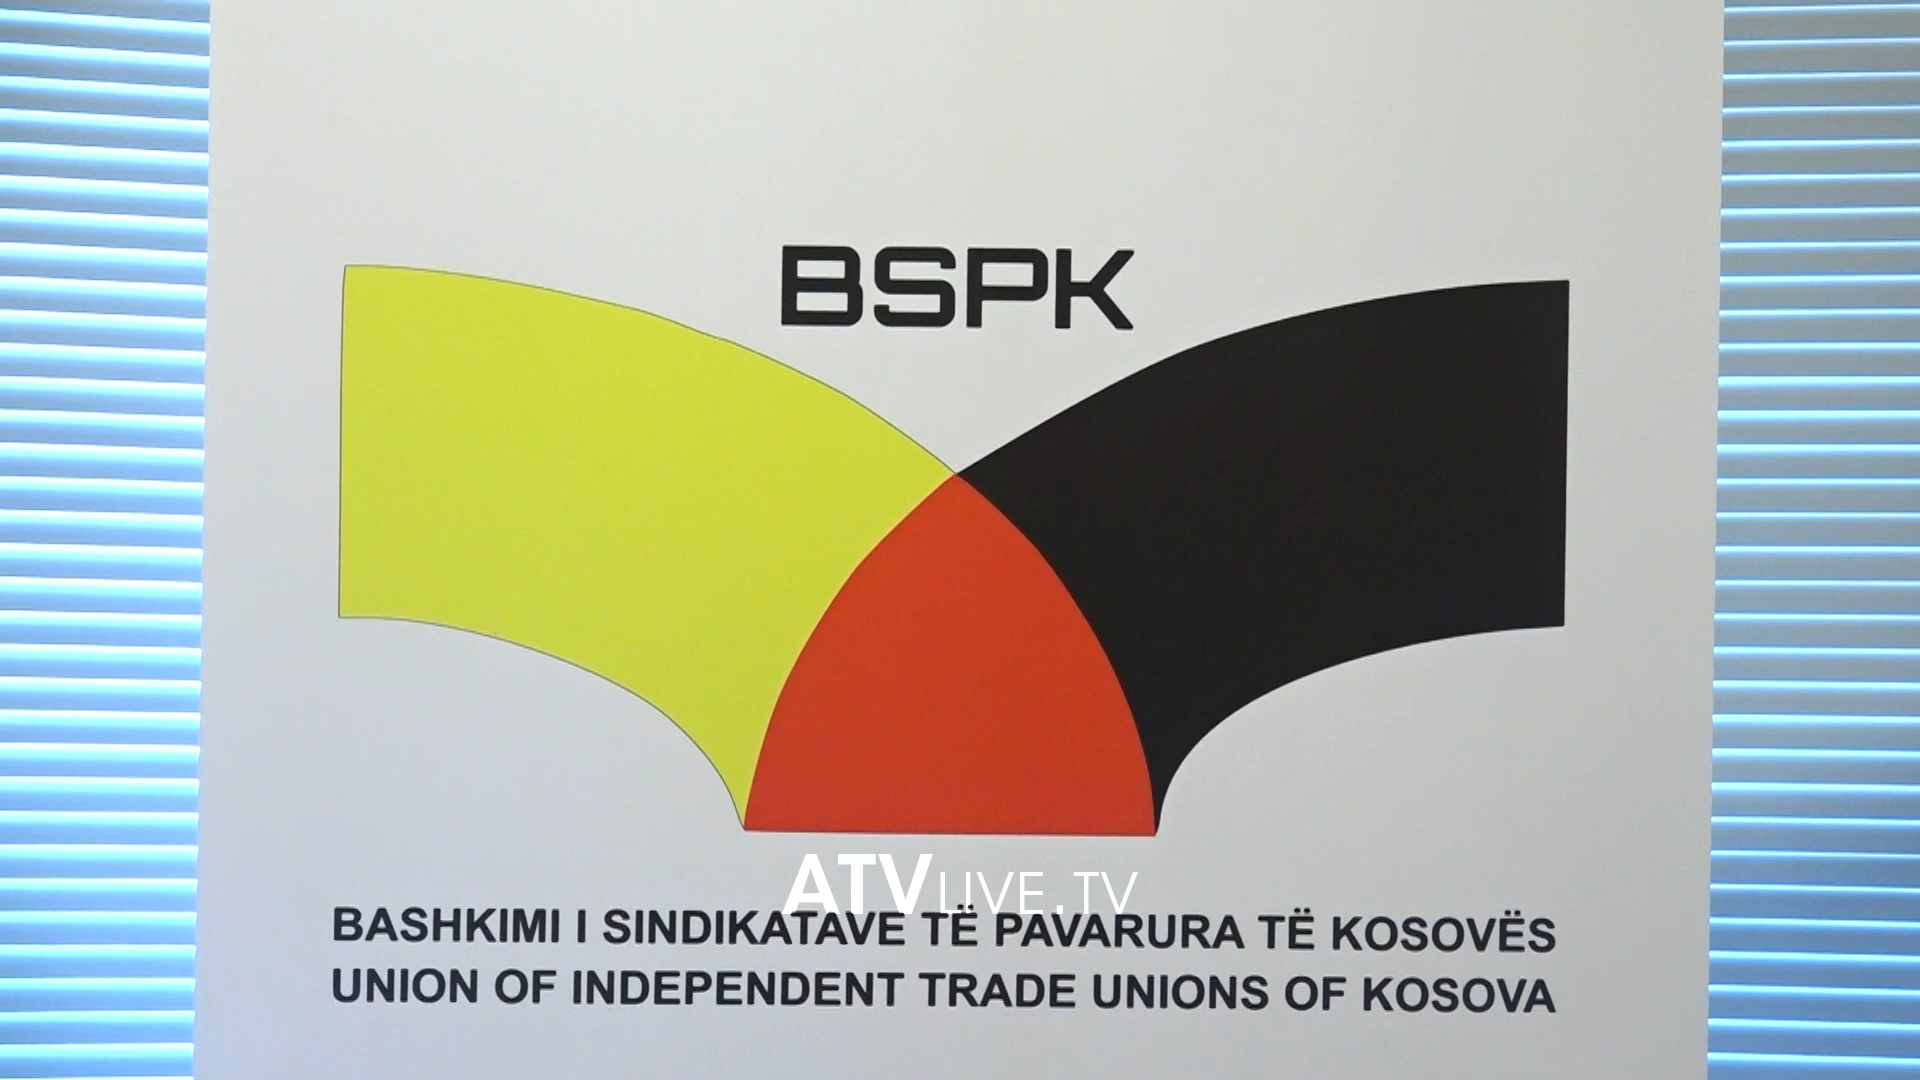 BSPK
ATVLIVE.TV
BASHKIMI I SINDIKATAVE TË PAVARURA TË KOSOVËS
UNION OF INDEPENDENT TRADE UNIONS OF KOSOVA